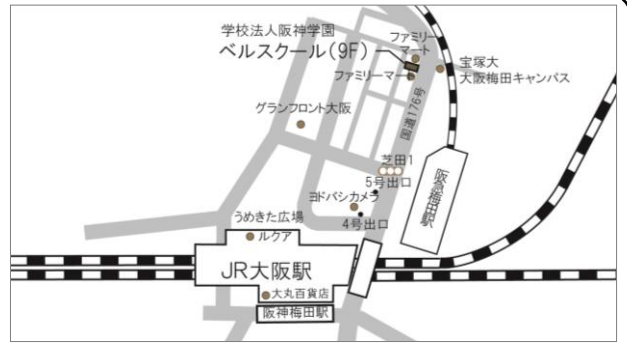 学校法人阪神学園
ベルスクール(9F)
ファミリー
マート
ファミリーマート
宝塚大
大阪梅田キャンパス
グランフロント大阪
国道176号
芝田1
5号出口
阪急梅田駅
ヨドバシカメラ
4号出口
うめきた広場
ルクア
JR大阪駅
大丸百貨店
阪神梅田駅